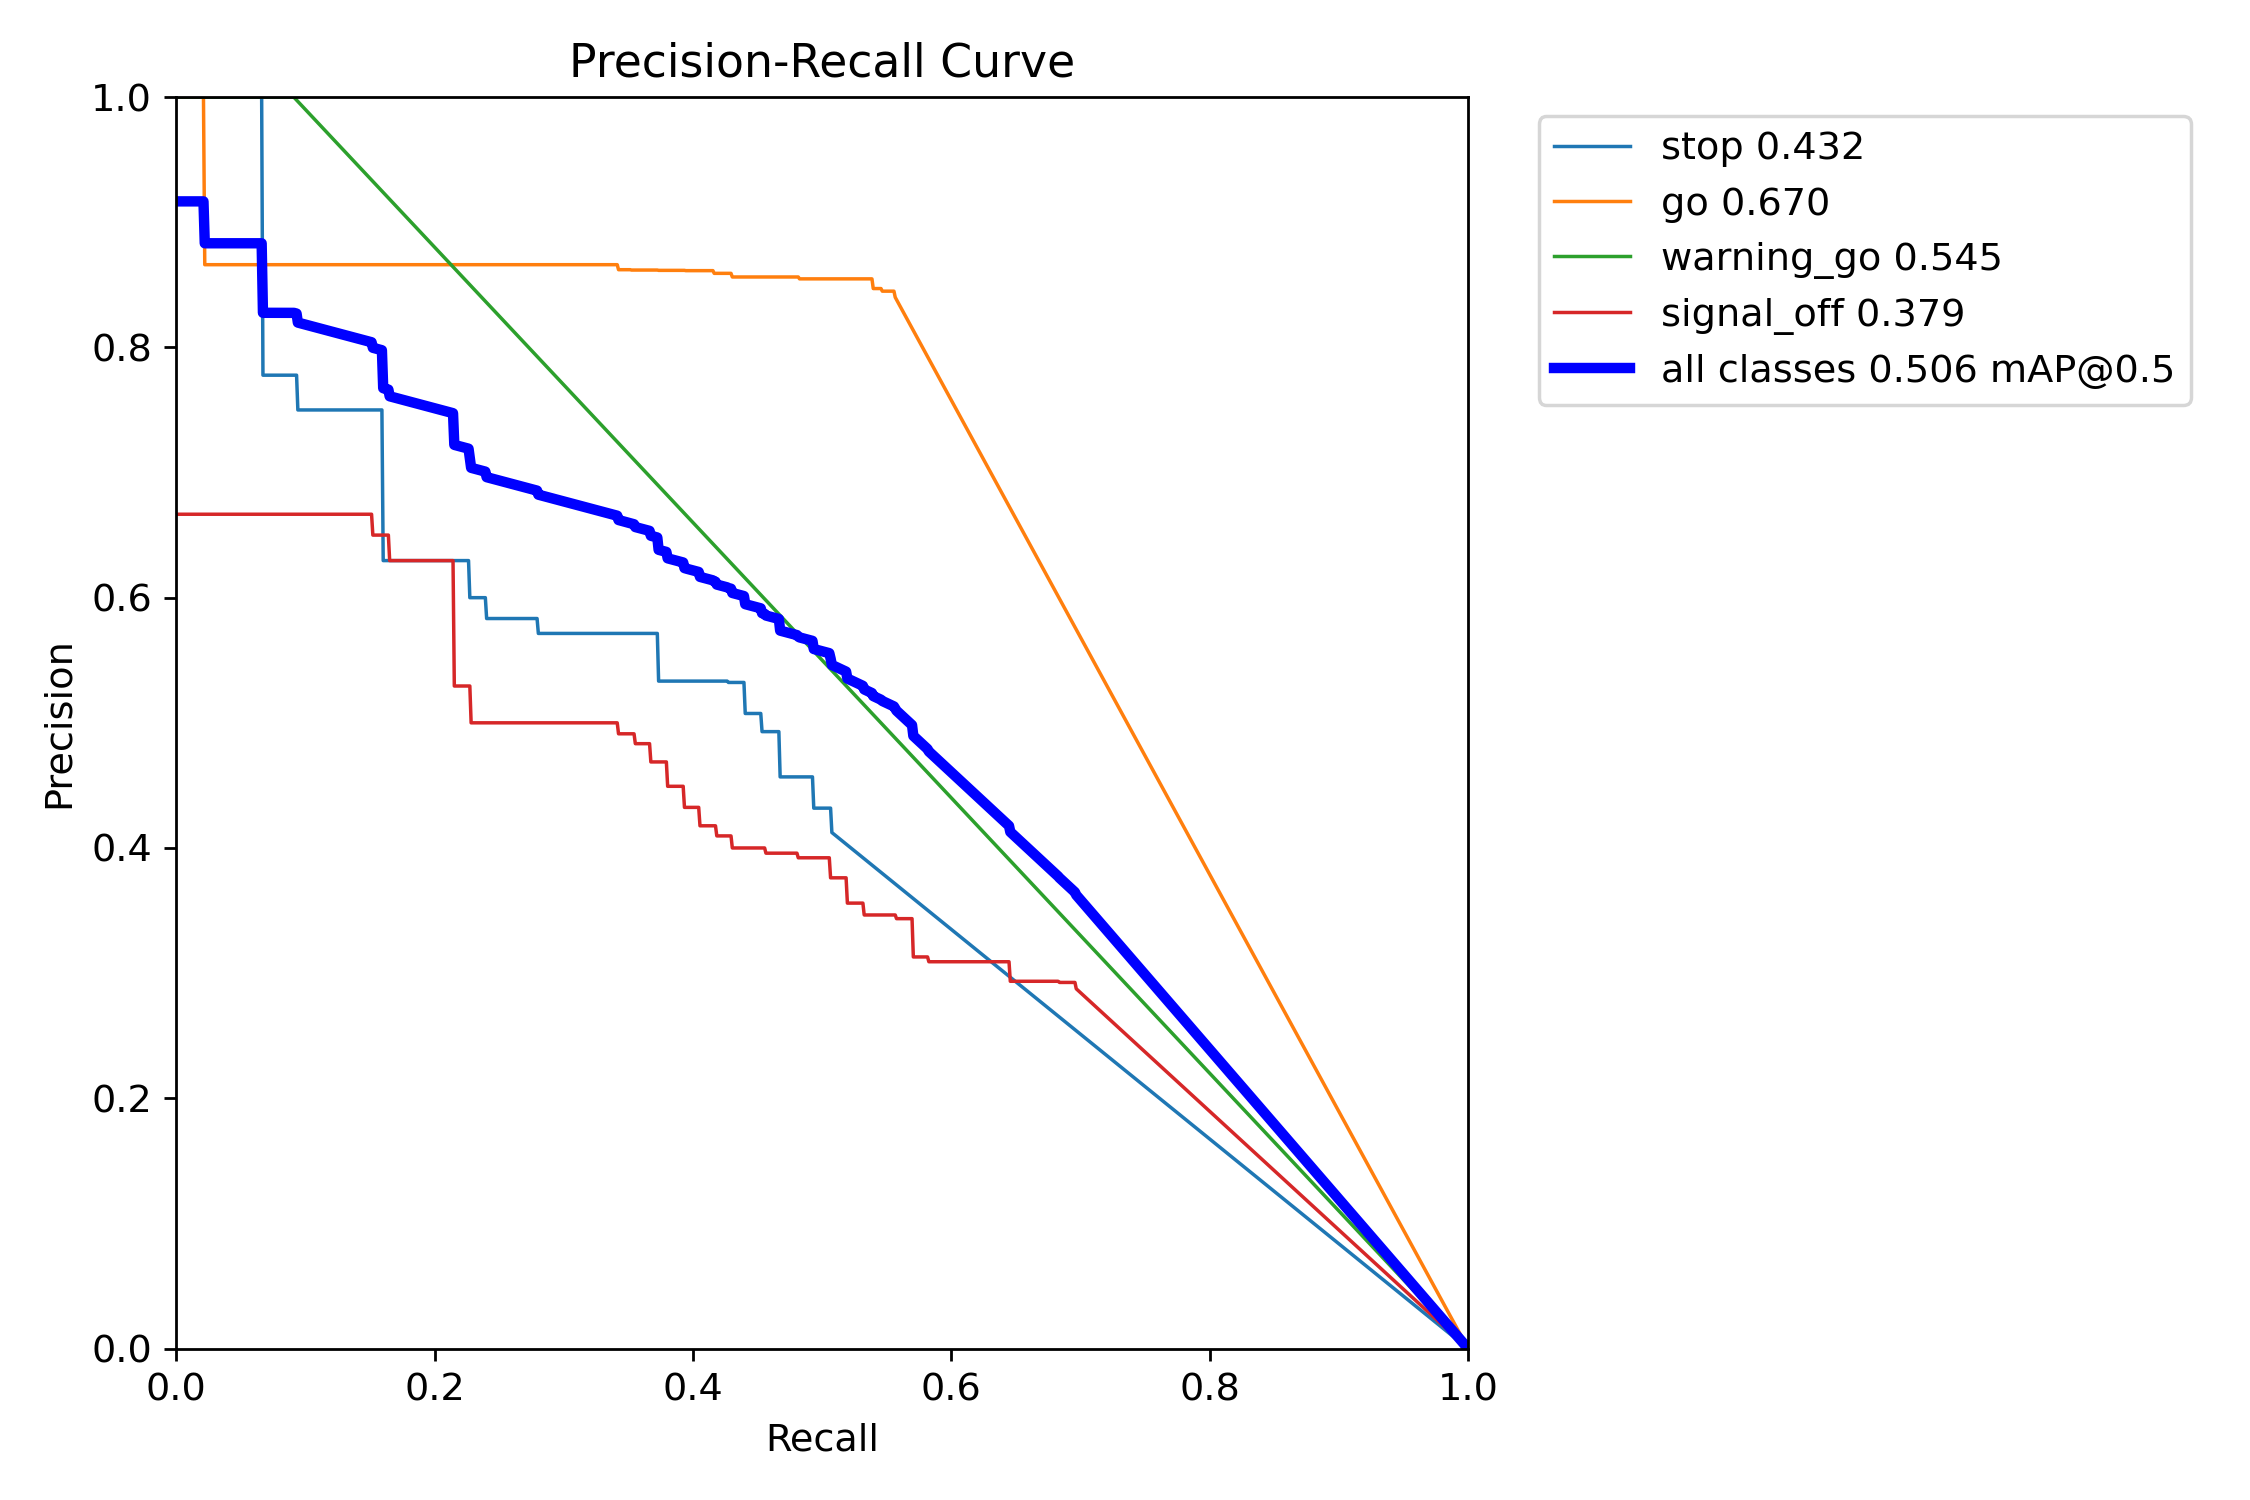 Precision-Recall Curve
1.0
0.8
0.6
0.4
0.2
0.0
Precision
0.0 0.2 0.4 0.6 0.8 1.0
Recall
stop 0.432
go 0.670
warning_go 0.545
signal_off 0.379
all classes 0.506 mAP@0.5